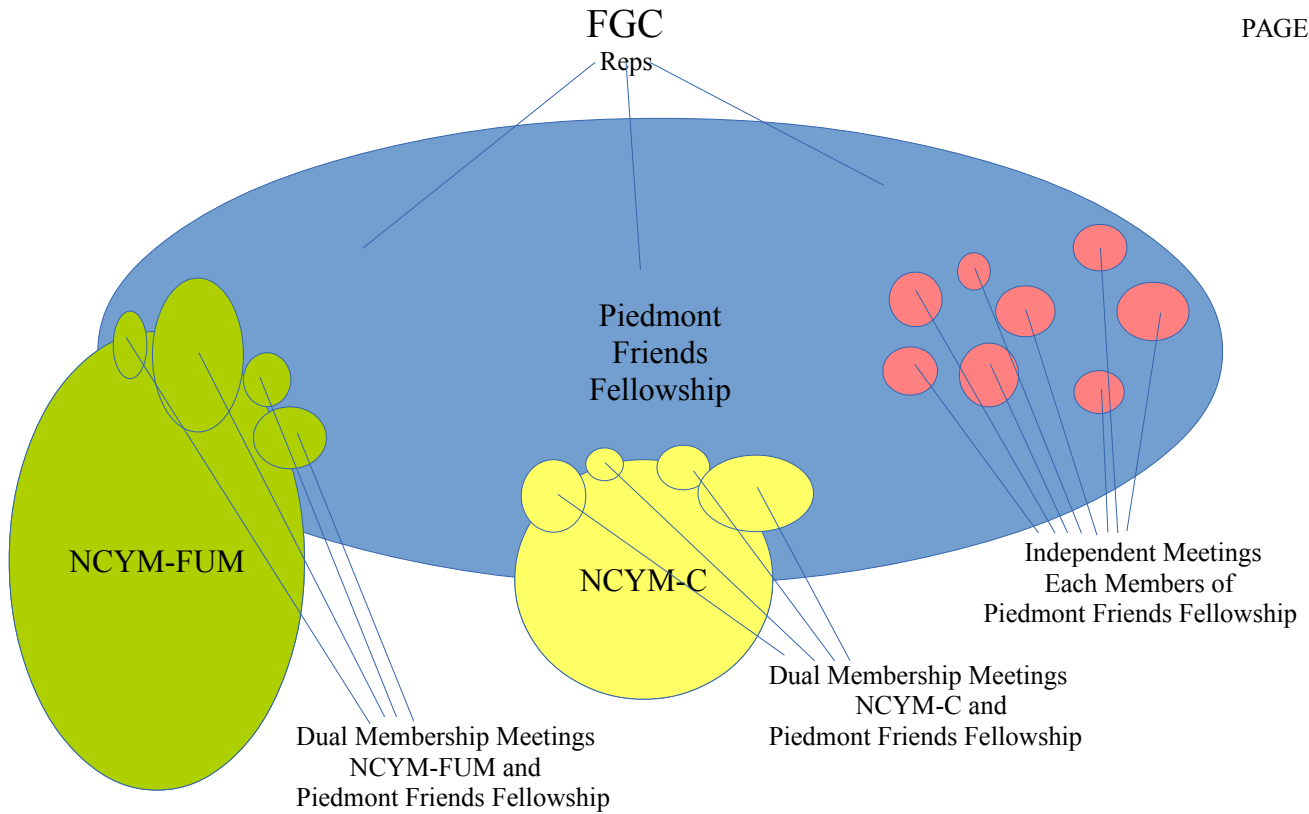 FGC
PAGE
Reps
Piedmont
Friends
Fellowship
NCYM-FUM
NCYM-C
Independent Meetings
Each Members of
Piedmont Friends Fellowship
Dual Membership Meetings
NCYM-C and
Piedmont Friends Fellowship
Dual Membership Meetings
NCYM-FUM and
Piedmont Friends Fellowship